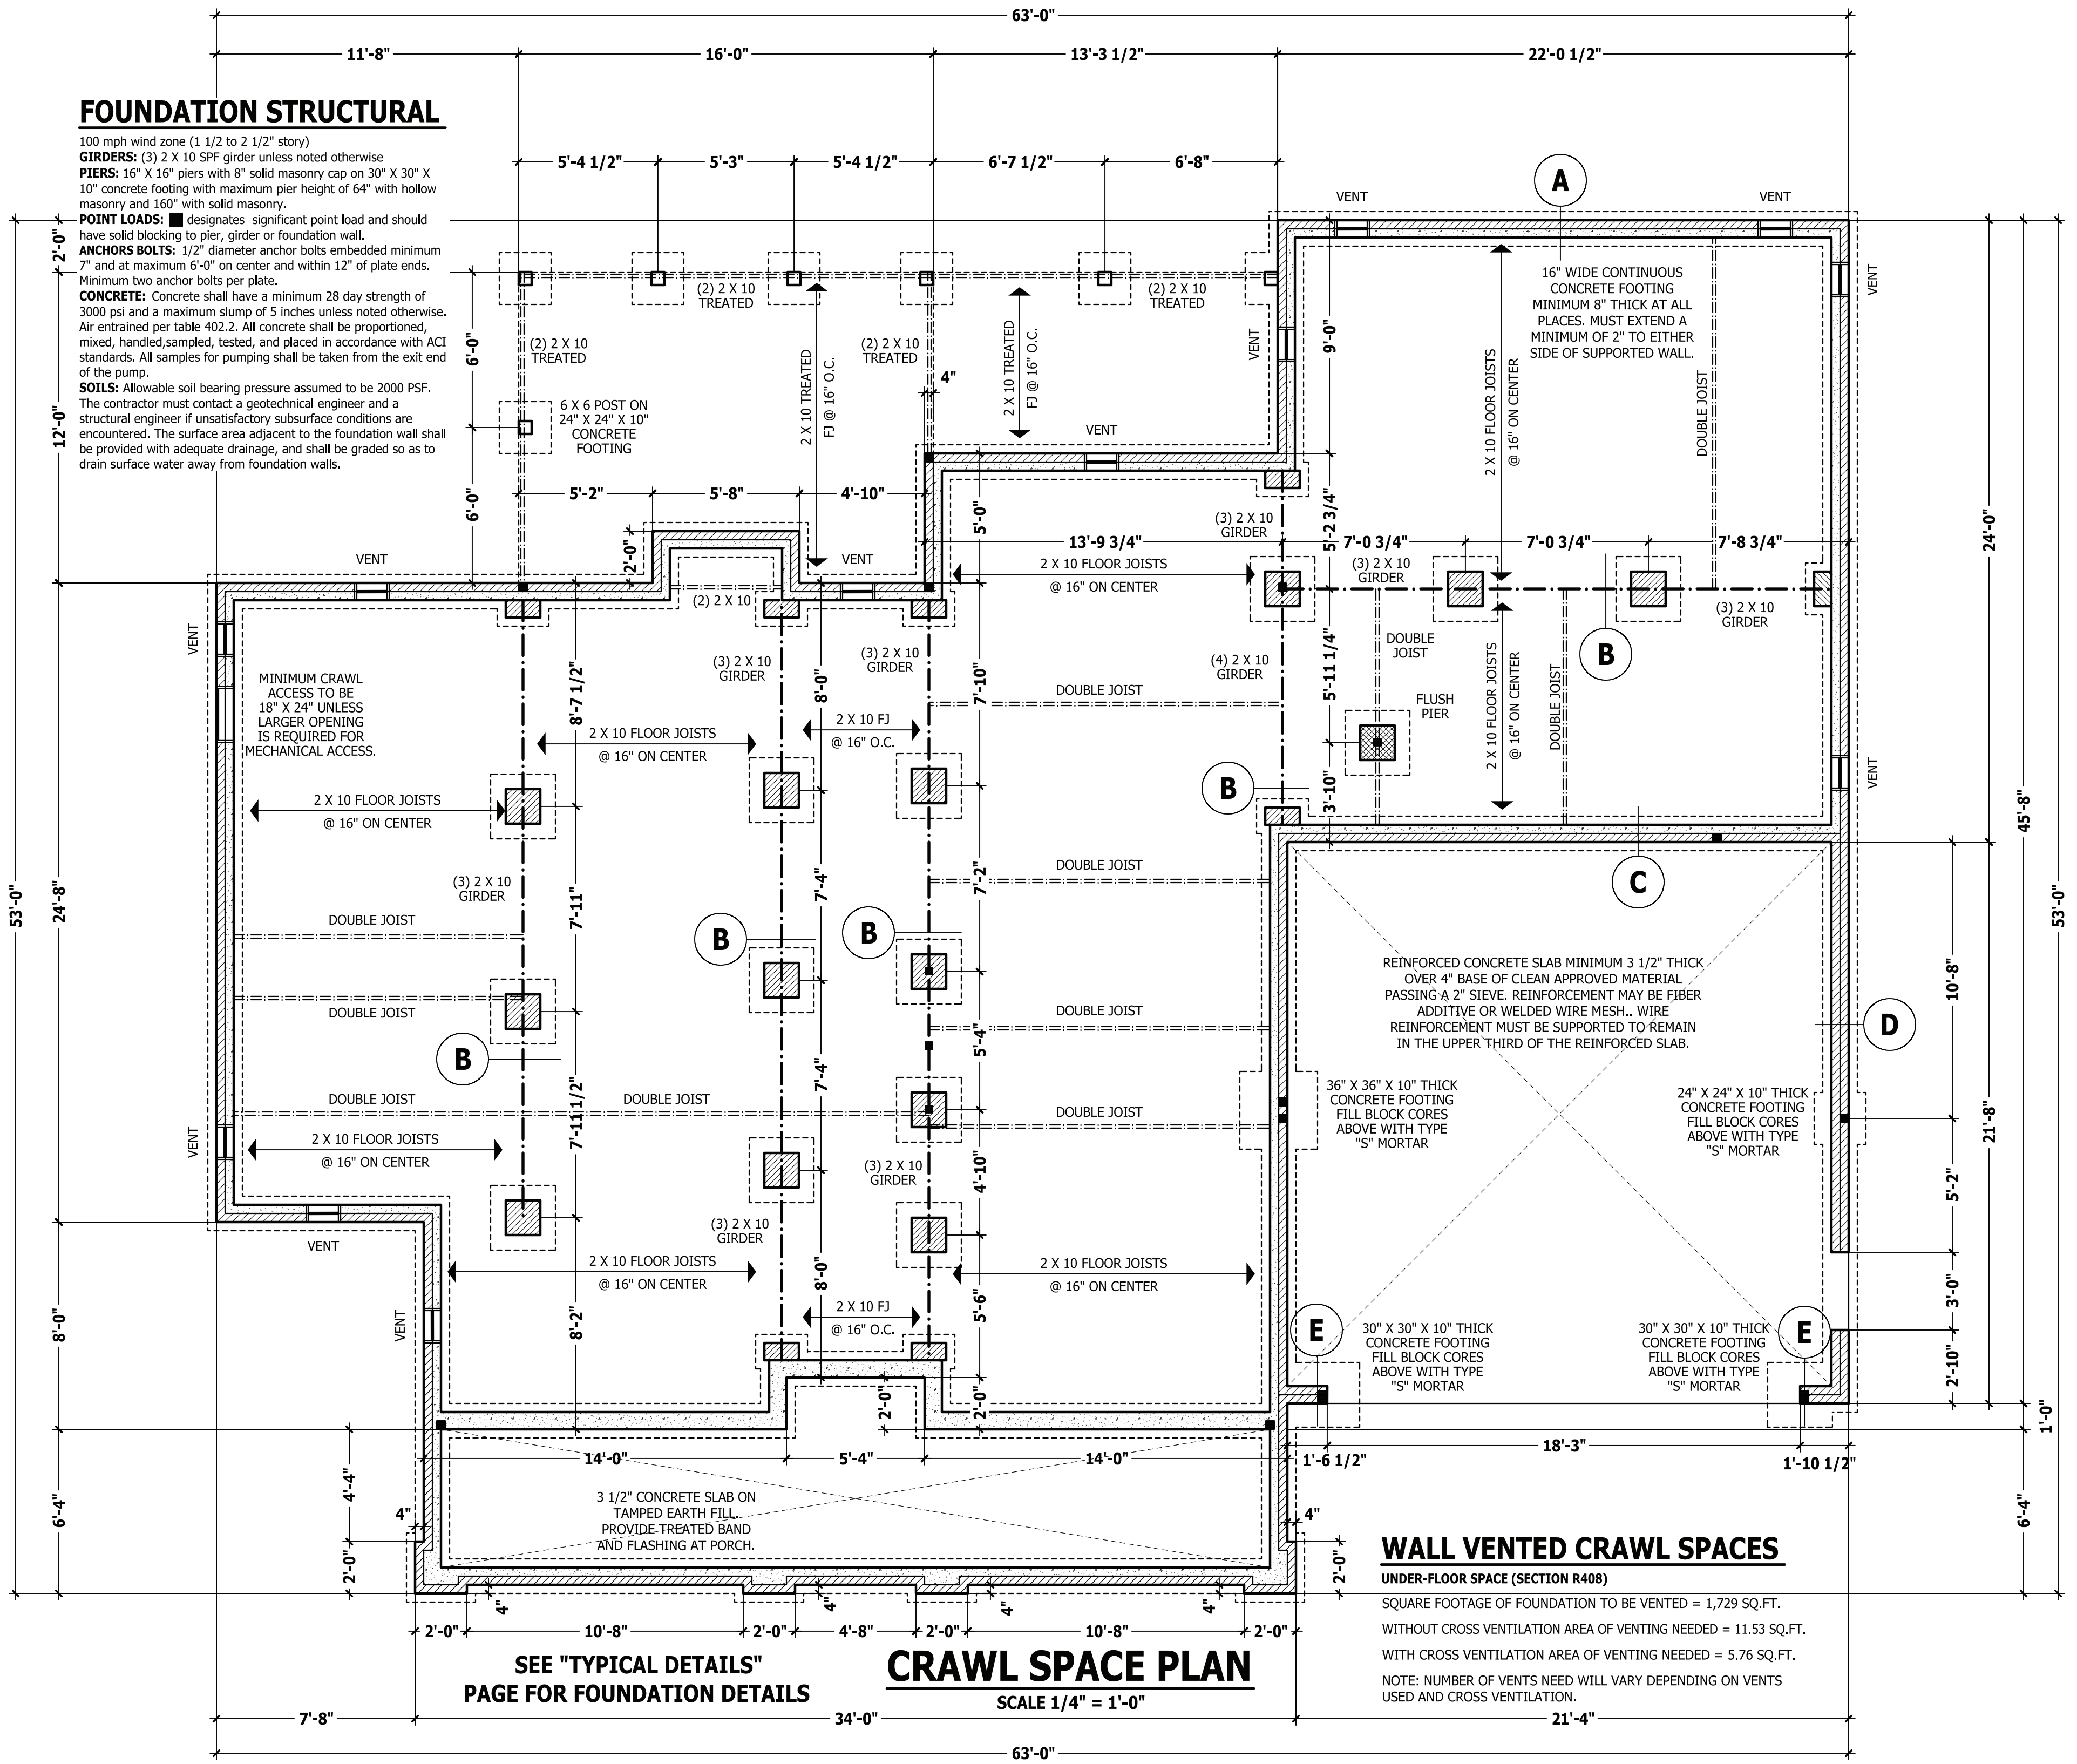 63'-0"
11'-8"
16'-0"
13'-3 1/2"
22'-0 1/2"
FOUNDATION STRUCTURAL
100 mph wind zone (1 1/2 to 2 1/2" story)
GIRDERS: (3) 2 X 10 SPF girder unless noted otherwise
PIERS: 16" X 16" piers with 8" solid masonry cap on 30" X 30" X
10" concrete footing with maximum pier height of 64" with hollow
masonry and 160" with solid masonry.
POINT LOADS: designates significant point load and should
have solid blocking to pier, girder or foundation wall.
ANCHORS BOLTS: 1/2" diameter anchor bolts embedded minimum
7" and at maximum 6'-0" on center and within 12" of plate ends.
Minimum two anchor bolts per plate.
CONCRETE: Concrete shall have a minimum 28 day strength of
3000 psi and a maximum slump of 5 inches unless noted otherwise.
Air entrained per table 402.2. All concrete shall be proportioned,
mixed, handled,sampled, tested, and placed in accordance with ACI
standards. All samples for pumping shall be taken from the exit end
of the pump.
SOILS: Allowable soil bearing pressure assumed to be 2000 PSF.
The contractor must contact a geotechnical engineer and a
structural engineer if unsatisfactory subsurface conditions are
encountered. The surface area adjacent to the foundation wall shall
be provided with adequate drainage, and shall be graded so as to
drain surface water away from foundation walls.
5'-4 1/2"
5'-3"
5'-4 1/2"
6'-7 1/2"
6'-8"
A
VENT
VENT
2'-0"
12'-0"
24'-8"
8'-0"
6'-4"
53'-0"
(2) 2 X 10
TREATED
(2) 2 X 10
TREATED
(2) 2 X 10
TREATED
(2) 2 X 10
TREATED
6'-0"
6'-0"
6 X 6 POST ON
24" X 24" X 10"
CONCRETE
FOOTING
2 X 10 TREATED
FJ @ 16" O.C.
2 X 10 TREATED
FJ @ 16" O.C.
4"
VENT
VENT
VENT
9'-0"
2 X 10 FLOOR JOISTS
@ 16" ON CENTER
16" WIDE CONTINUOUS
CONCRETE FOOTING
MINIMUM 8" THICK AT ALL
PLACES. MUST EXTEND A
MINIMUM OF 2" TO EITHER
SIDE OF SUPPORTED WALL.
DOUBLE JOIST
5'-2"
5'-8"
4'-10"
5'-0"
2'-0"
VENT
VENT
(3) 2 X 10
GIRDER
5'-2 3/4"
13'-9 3/4"
7'-0 3/4"
7'-0 3/4"
7'-8 3/4"
2 X 10 FLOOR JOISTS
@ 16" ON CENTER
(3) 2 X 10
GIRDER
(3) 2 X 10
GIRDER
(2) 2 X 10
24'-0"
45'-8"
53'-0"
VENT
MINIMUM CRAWL
ACCESS TO BE
18" X 24" UNLESS
LARGER OPENING
IS REQUIRED FOR
MECHANICAL ACCESS.
8'-7 1/2"
(3) 2 X 10
GIRDER
8'-0"
(3) 2 X 10
GIRDER
7'-10"
(4) 2 X 10
GIRDER
5'-11 1/4"
DOUBLE
JOIST
B
FLUSH
PIER
2 X 10 FLOOR JOISTS
@ 16" ON CENTER
DOUBLE JOIST
DOUBLE JOIST
2 X 10 FLOOR JOISTS
@ 16" ON CENTER
2 X 10 FJ
@ 16" O.C.
VENT
B
3'-10"
2 X 10 FLOOR JOISTS
@ 16" ON CENTER
(3) 2 X 10
GIRDER
7'-11"
7'-4"
7'-2"
DOUBLE JOIST
C
DOUBLE JOIST
B
B
REINFORCED CONCRETE SLAB MINIMUM 3 1/2" THICK
OVER 4" BASE OF CLEAN APPROVED MATERIAL
PASSING A 2" SIEVE. REINFORCEMENT MAY BE FIBER
ADDITIVE OR WELDED WIRE MESH.. WIRE
REINFORCEMENT MUST BE SUPPORTED TO REMAIN
IN THE UPPER THIRD OF THE REINFORCED SLAB.
10'-8"
D
DOUBLE JOIST
DOUBLE JOIST
B
5'-4"
7'-4"
DOUBLE JOIST
DOUBLE JOIST
DOUBLE JOIST
7'-11 1/2"
36" X 36" X 10" THICK
CONCRETE FOOTING
FILL BLOCK CORES
ABOVE WITH TYPE
"S" MORTAR
24" X 24" X 10" THICK
CONCRETE FOOTING
FILL BLOCK CORES
ABOVE WITH TYPE
"S" MORTAR
21'-8"
VENT
2 X 10 FLOOR JOISTS
@ 16" ON CENTER
(3) 2 X 10
GIRDER
4'-10"
5'-2"
VENT
(3) 2 X 10
GIRDER
2 X 10 FLOOR JOISTS
@ 16" ON CENTER
8'-0"
2 X 10 FLOOR JOISTS
@ 16" ON CENTER
VENT
8'-2"
2 X 10 FJ
@ 16" O.C.
5'-6"
3'-0"
E
30" X 30" X 10" THICK
CONCRETE FOOTING
FILL BLOCK CORES
ABOVE WITH TYPE
"S" MORTAR
30" X 30" X 10" THICK
CONCRETE FOOTING
FILL BLOCK CORES
ABOVE WITH TYPE
"S" MORTAR
E
2'-10"
2'-0"
2'-0"
1'-0"
14'-0"
5'-4"
14'-0"
1'-6 1/2"
18'-3"
1'-10 1/2"
4'-4"
4"
3 1/2" CONCRETE SLAB ON
TAMPED EARTH FILL.
PROVIDE TREATED BAND
AND FLASHING AT PORCH.
4"
6'-4"
2'-0"
2'-0"
4"
4"
4"
4"
2'-0"
10'-8"
2'-0"
4'-8"
2'-0"
10'-8"
2'-0"
WALL VENTED CRAWL SPACES
UNDER-FLOOR SPACE (SECTION R408)
SQUARE FOOTAGE OF FOUNDATION TO BE VENTED = 1,729 SQ.FT.
WITHOUT CROSS VENTILATION AREA OF VENTING NEEDED = 11.53 SQ.FT.
WITH CROSS VENTILATION AREA OF VENTING NEEDED = 5.76 SQ.FT.
NOTE: NUMBER OF VENTS NEED WILL VARY DEPENDING ON VENTS
USED AND CROSS VENTILATION.
SEE "TYPICAL DETAILS"
PAGE FOR FOUNDATION DETAILS
CRAWL SPACE PLAN
SCALE 1/4" = 1'-0"
7'-8"
34'-0"
21'-4"
63'-0"